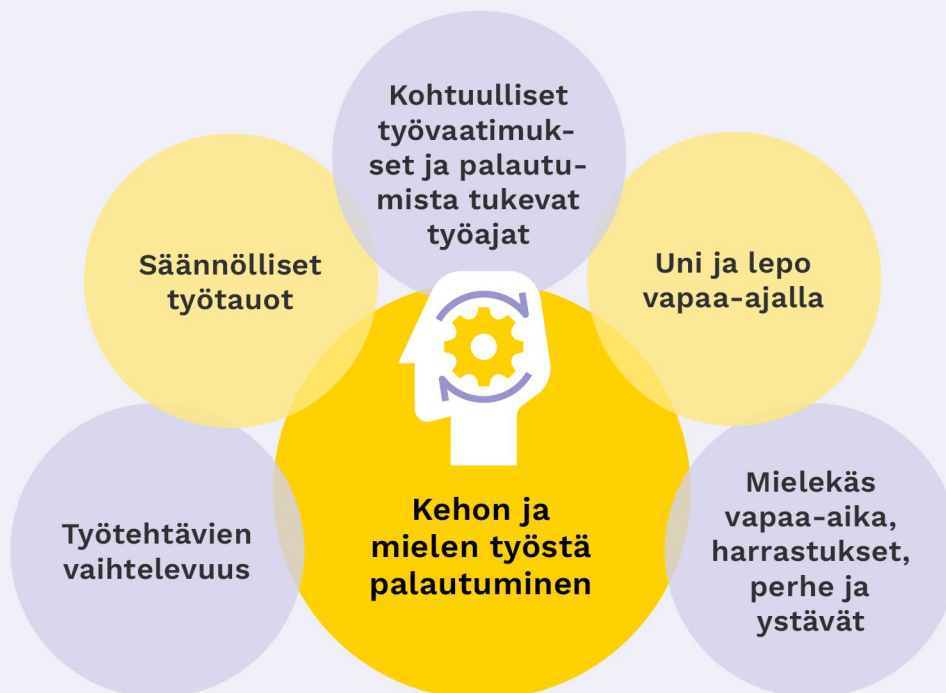 Kohtuulliset
työvaatimuk-
set ja palautu-
mista tukevat
työajat
Säännölliset
työtauot
Uni ja lepo
vapaa-ajalla
Työtehtävien
vaihtelevuus
Kehon ja
mielen työstä
palautuminen
Mielekäs
vapaa-aika,
harrastukset,
perhe ja
ystävät